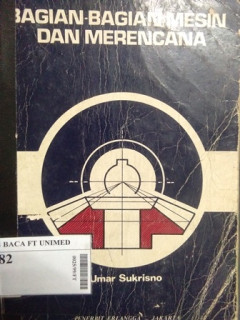 BAGIAN-BAGIAN MESIN
DAN MERENCANA
BACA FT UNIMED
82
Umar Sukrisno
PENERBIT ERLANGGA JAKARTA